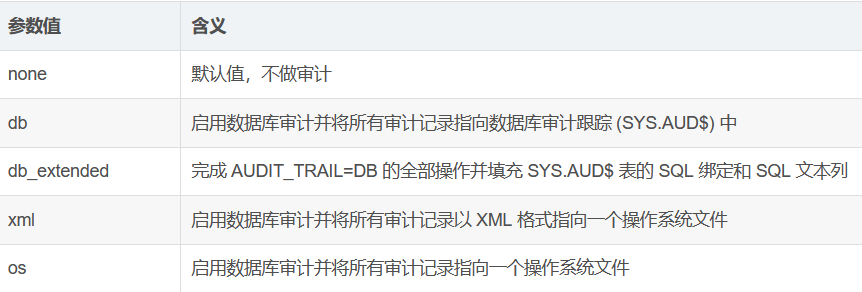 参数值 含义
none 默认值，不做审计
db 启用数据库审计并将所有审计记录指向数据库审计跟踪 (SYS.AUD$) 中
db_extended 完成 AUDIT_TRAIL=DB 的全部操作并填充 SYS.AUD$ 表的 SQL 绑定和 SQL 文本列
xml 启用数据库审计并将所有审计记录以 XML 格式指向一个操作系统文件
os 启用数据库审计并将所有审计记录指向一个操作系统文件